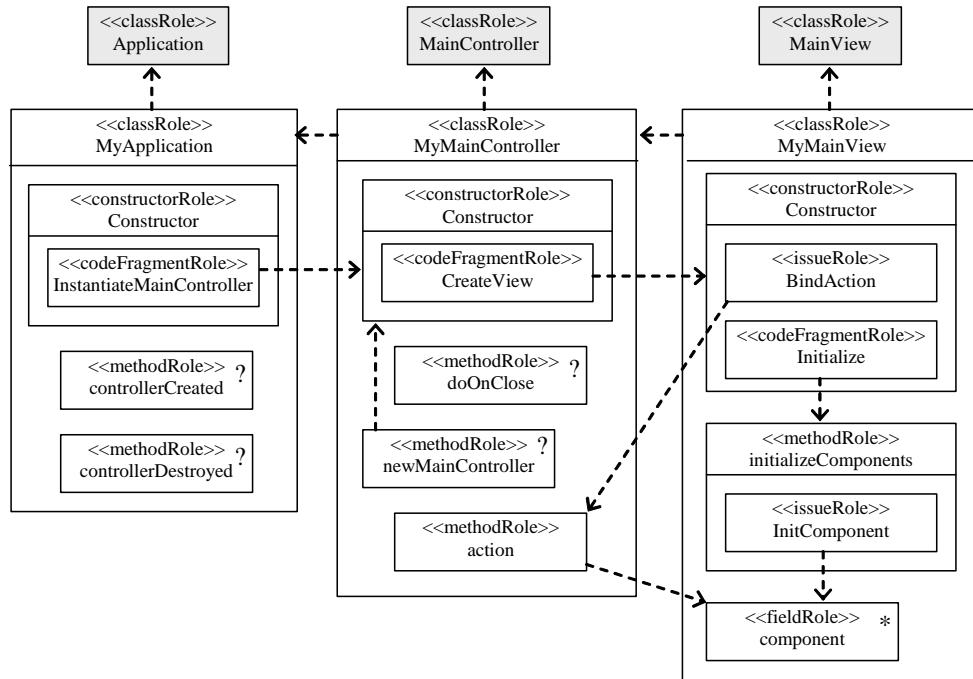 <<classRole>>
Application
<<classRole>>
MainController
<<classRole>>
MainView
<<classRole>>
MyApplication
<<constructorRole>>
Constructor
<<codeFragmentRole>>
InstantiateMainController
<<methodRole>> ?
controllerCreated
<<methodRole>> ?
controllerDestroyed
<<classRole>>
MyMainController
<<constructorRole>>
Constructor
<<codeFragmentRole>>
CreateView
<<methodRole>> ?
doOnClose
<<methodRole>> ?
newMainController
<<methodRole>>
action
<<classRole>>
MyMainView
<<constructorRole>>
Constructor
<<issueRole>>
BindAction
<<codeFragmentRole>>
Initialize
<<methodRole>>
initializeComponents
<<issueRole>>
InitComponent
<<fieldRole>> *
component